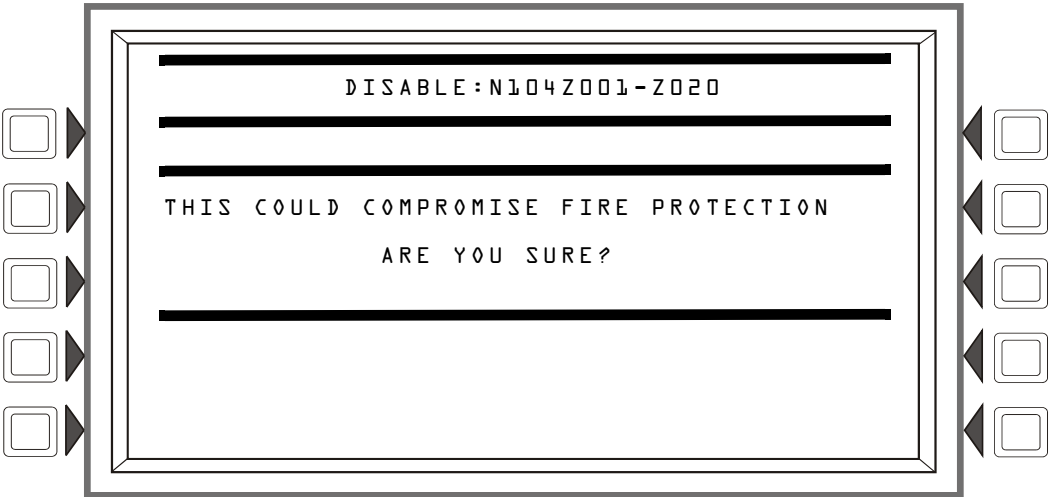 DISABLE:N104Z001-Z020
THIS COULD COMPROMISE FIRE PROTECTION
ARE YOU SURE?